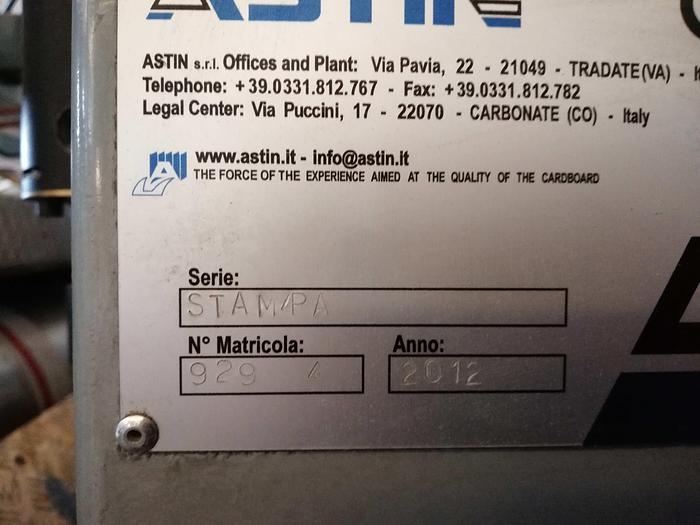 ASTIN
ASTIN s.r.l. Offices and Plant: Via Pavia, 22 - 21049 - TRADATE (VA) -
Telephone: +39.0331.812.767 - Fax: +39.0331.812.782
Legal Center: Via Puccini, 17 - 22070 - CARBONATE (CO) - Italy
www.astin.it - info@astin.it
THE FORCE OF THE EXPERIENCE AIMED AT THE QUALITY OF THE CARDBOARD
Serie:
STAMPA
N° Matricola: Anno:
929 4 2012